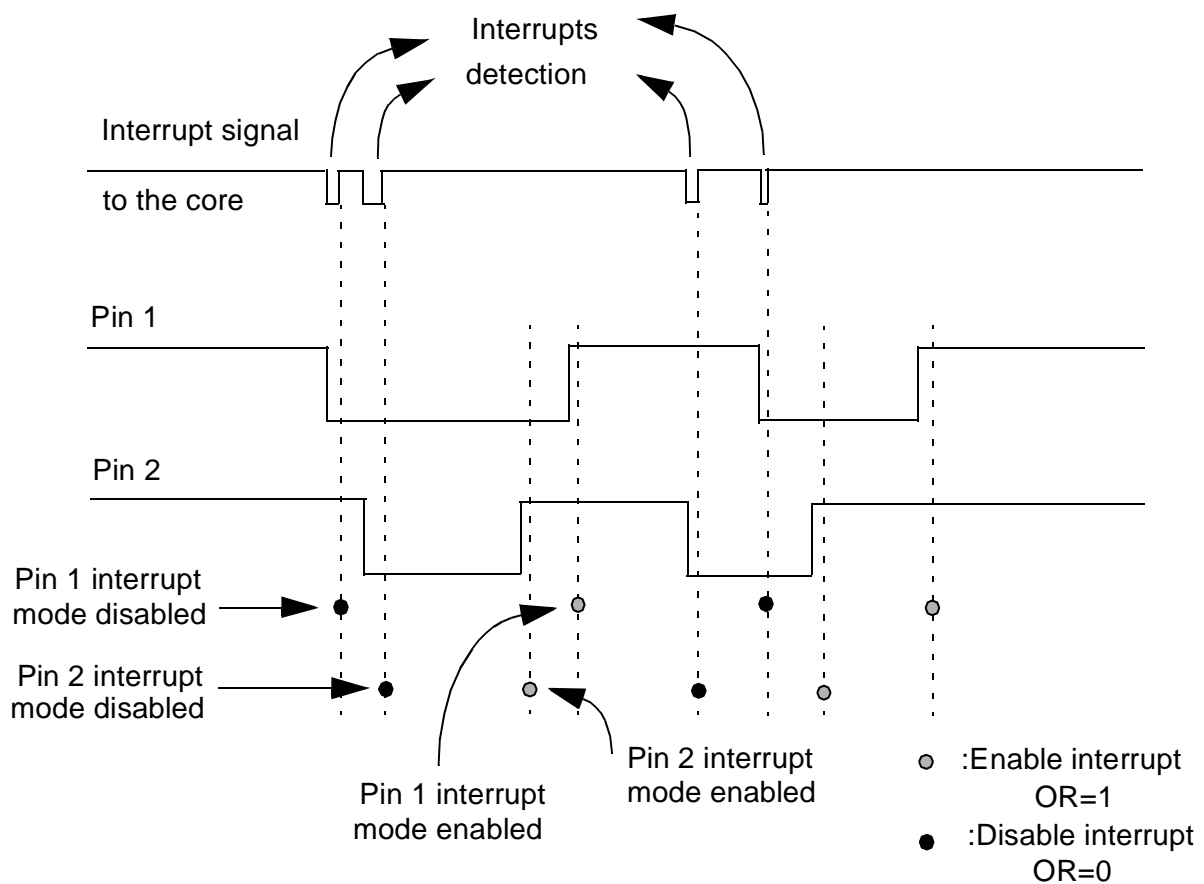 Interrupts
detection
Interrupt signal
to the core
Pin 1
Pin 2
Pin 1 interrupt
mode disabled
Pin 2 interrupt
mode disabled
Pin 1 interrupt
mode enabled
Pin 2 interrupt
mode enabled
:Enable interrupt
OR=1
:Disable interrupt
OR=0